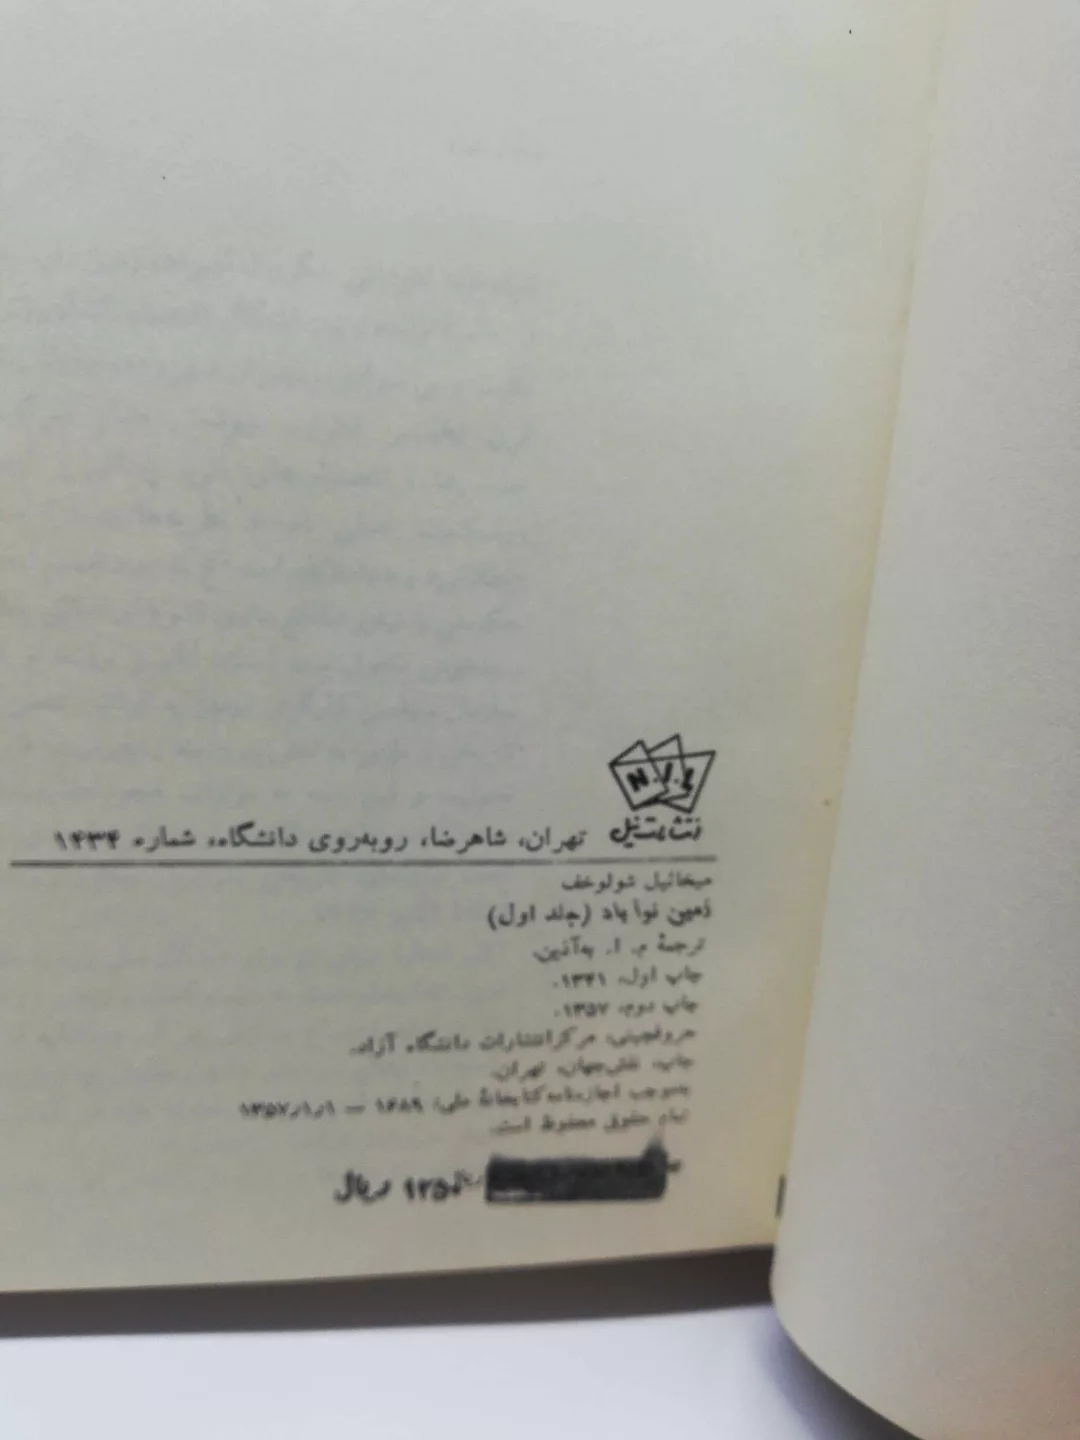 N.I.L
نشر نیل تهران، شاهرضا، روبه‌روی دانشگاه، شماره ۱۴۳۴
میخائیل شولوخف
زمین نوآباد (جلد اول)
ترجمهٔ م. ا. به‌آذین.
چاپ اول، ۱۳۴۱.
چاپ دوم، ۱۳۵۷.
حروفچینی، مرکز انتشارات دانشگاه آزاد.
چاپ، نقش‌جهان، تهران.
بموجب اجازه‌نامه کتابخانهٔ ملی، ۱۶۸۹ — ۱۳۵۷٫۱٫۱
تمام حقوق محفوظ است.
ریال ۱۲۵۰ ریال